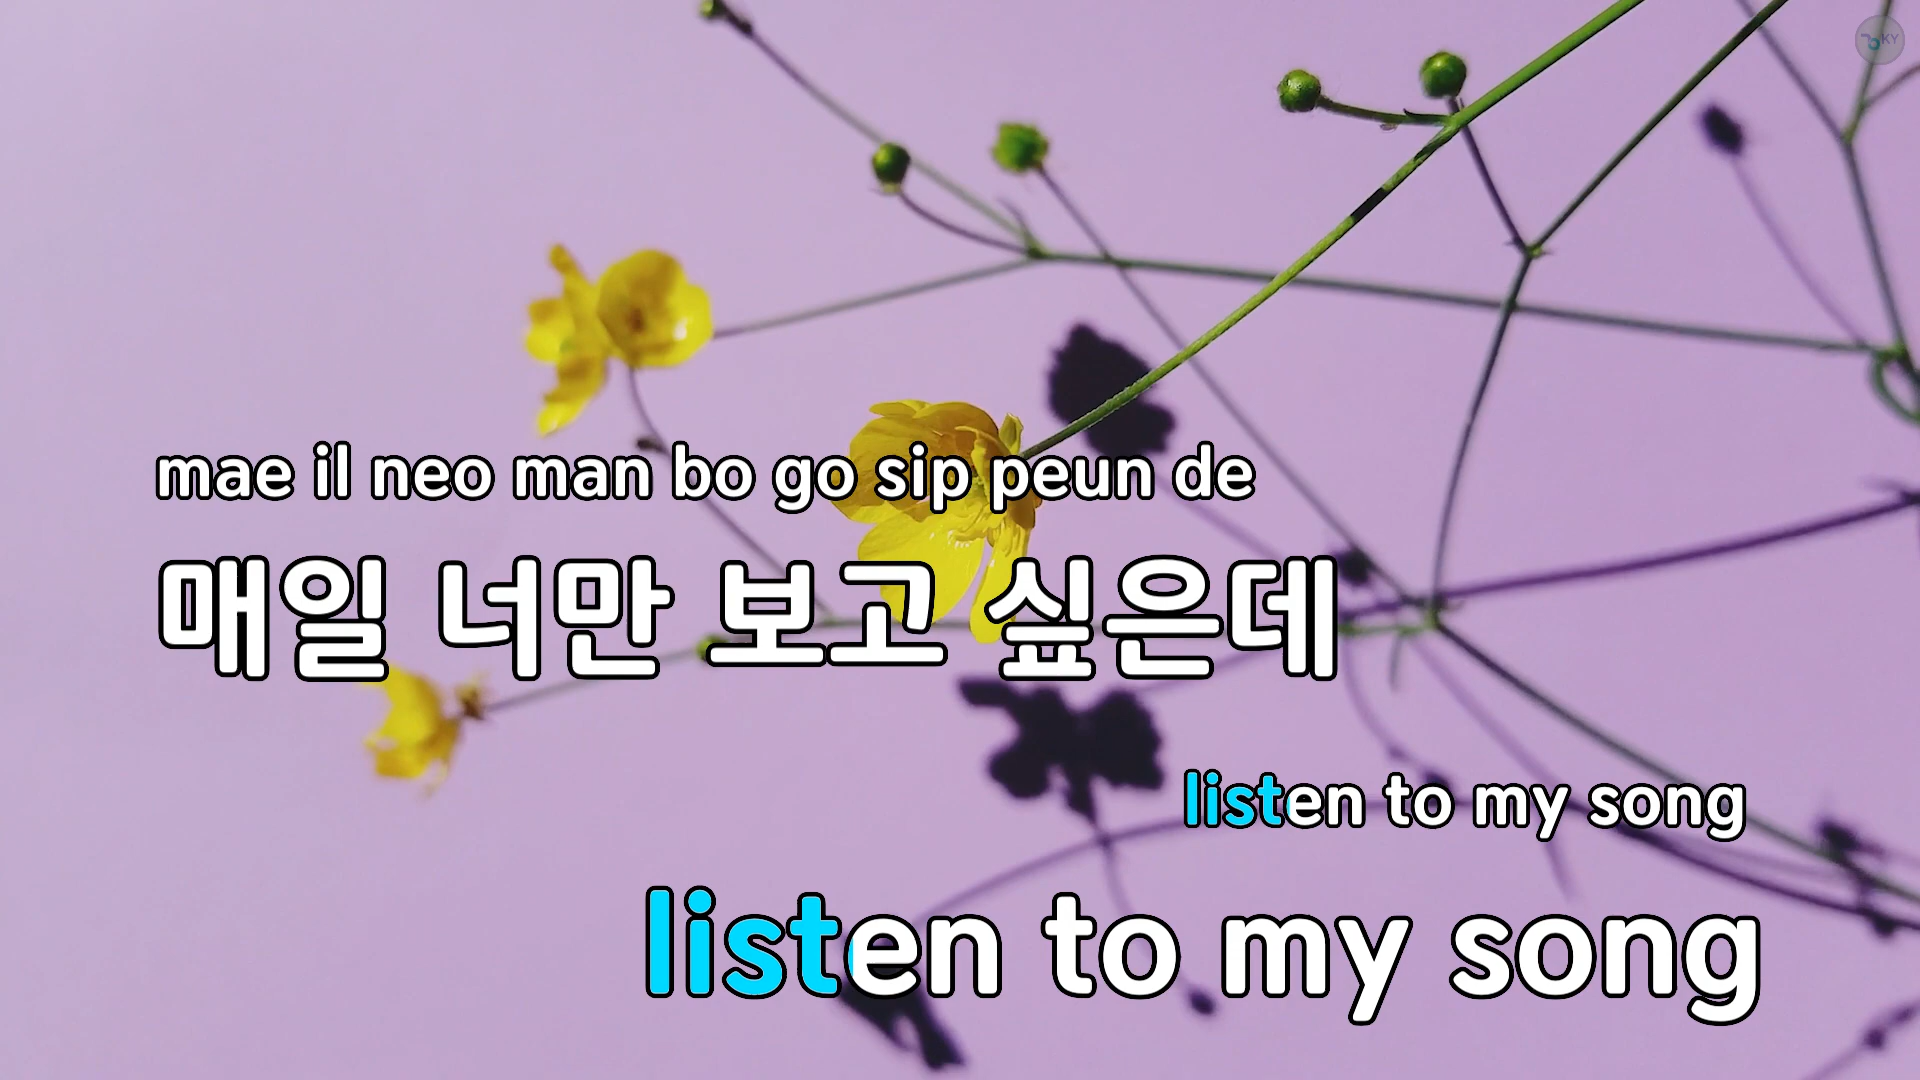 KY
mae il neo man bo go sip peun de
매일 너만 보고 싶은데
listen to my song
listen to my song